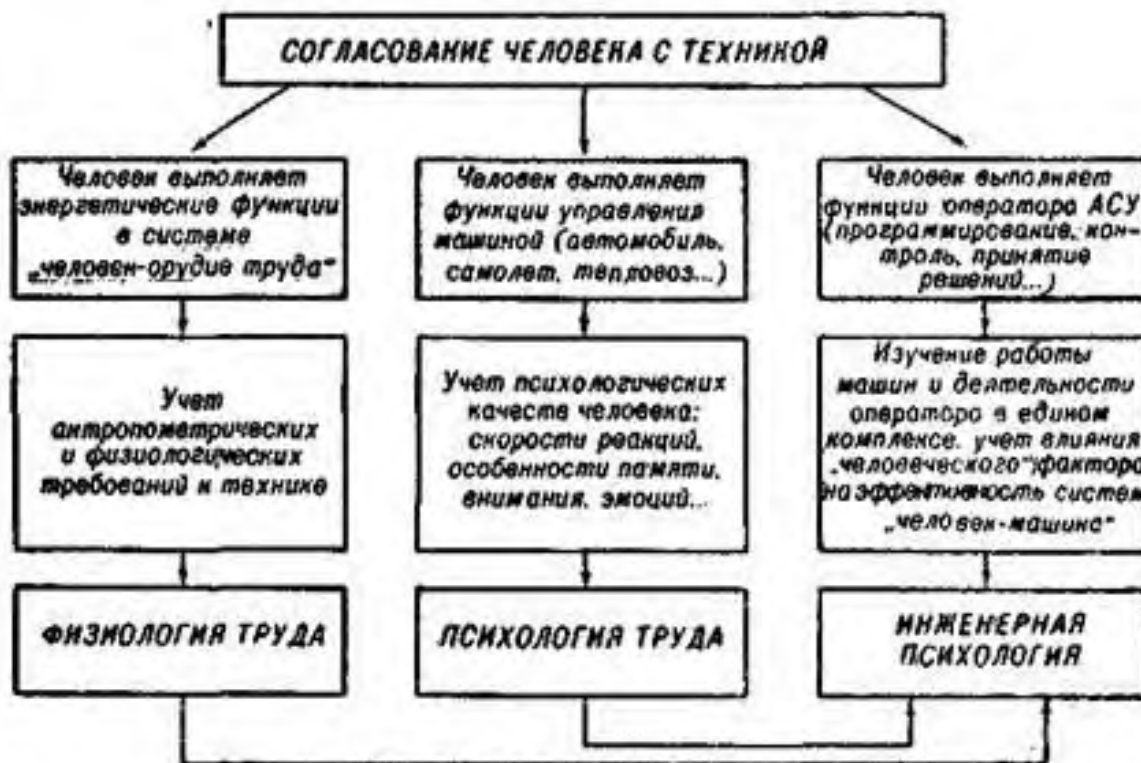 СОГЛАСОВАНИЕ ЧЕЛОВЕКА С ТЕХНИКОЙ
Человек выполняет
энергетические функции
в системе
„человек-орудие труда"
Человек выполняет
функции управления
машиной (автомобиль,
самолет, тепловоз...)
Человек выполняет
функции оператора АСУ
(программирование, кон-
троль, принятие
решений...)
Учет
антропометрических
и физиологических
требований к технике
Учет психологических
качеств человека:
скорости реакций,
особенности памяти,
внимания, эмоций...
Изучение работы
машин и деятельности
оператора в едином
комплексе, учет влияния
„человеческого" фактора
на эффективность систем
„человек-машина"
ФИЗИОЛОГИЯ ТРУДА
ПСИХОЛОГИЯ ТРУДА
ИНЖЕНЕРНАЯ
ПСИХОЛОГИЯ